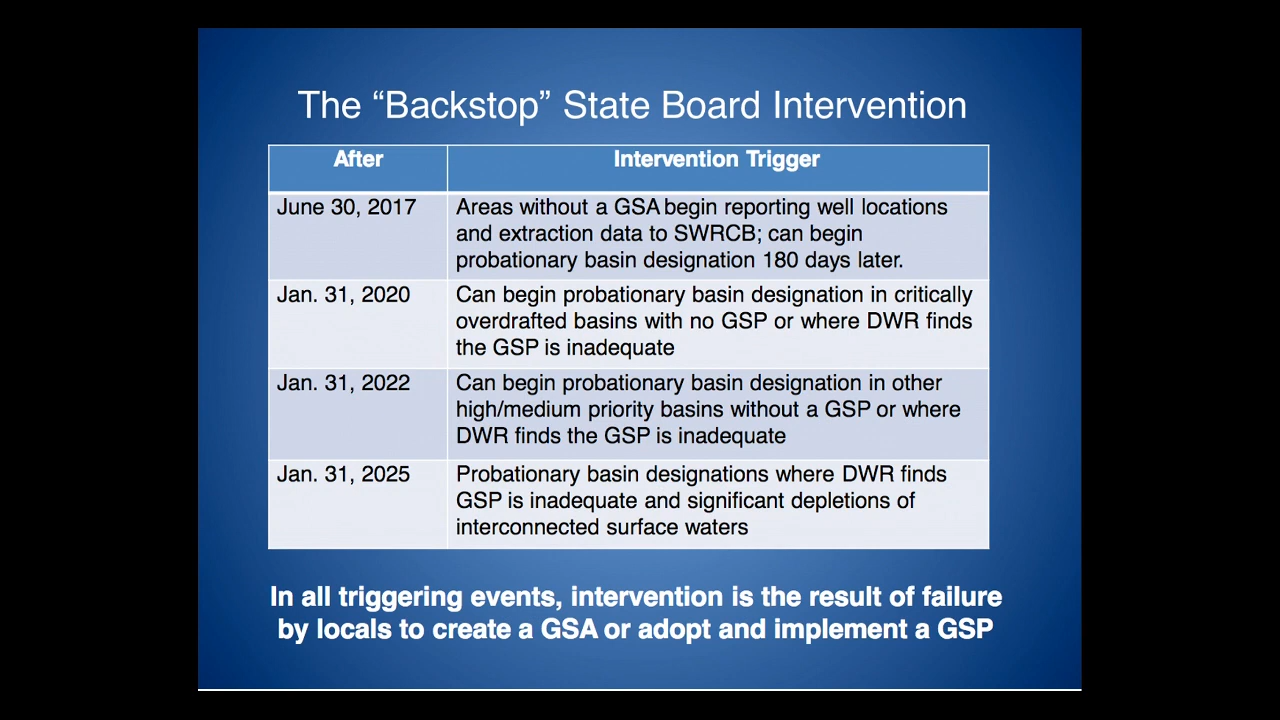 The “Backstop” State Board Intervention
After
Intervention Trigger
June 30, 2017
Areas without a GSA begin reporting well locations
and extraction data to SWRCB; can begin
probationary basin designation 180 days later.
Jan. 31, 2020
Can begin probationary basin designation in critically
overdrafted basins with no GSP or where DWR finds
the GSP is inadequate
Jan. 31, 2022
Can begin probationary basin designation in other
high/medium priority basins without a GSP or where
DWR finds the GSP is inadequate
Jan. 31, 2025
Probationary basin designations where DWR finds
GSP is inadequate and significant depletions of
interconnected surface waters
In all triggering events, intervention is the result of failure
by locals to create a GSA or adopt and implement a GSP